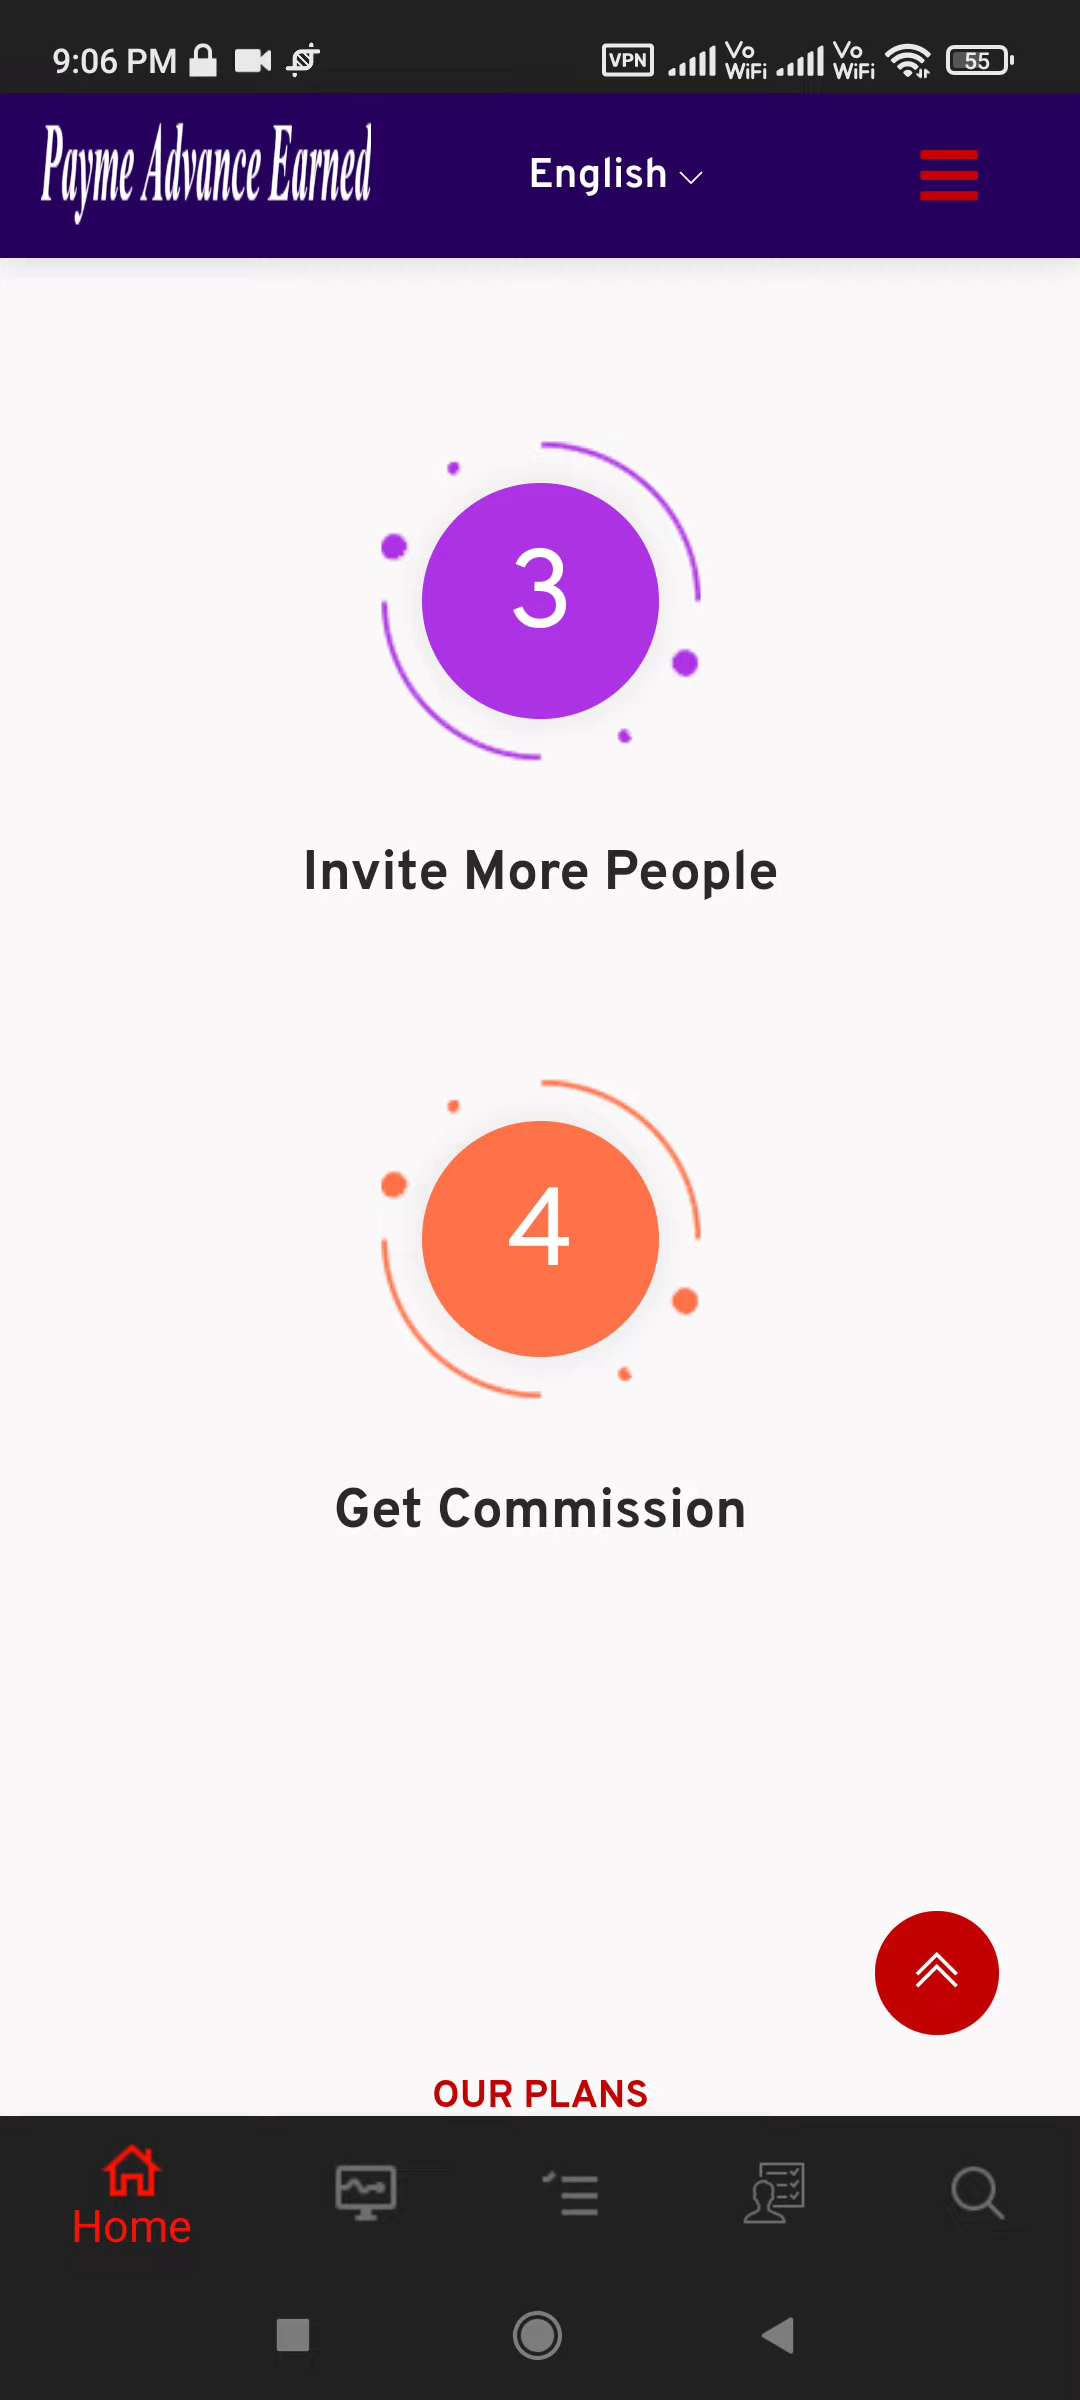 9:06 PM
VPN
Vo
WiFi
Vo
WiFi
55
Payme Advance Earned
English
3
Invite More People
4
Get Commission
OUR PLANS
Home